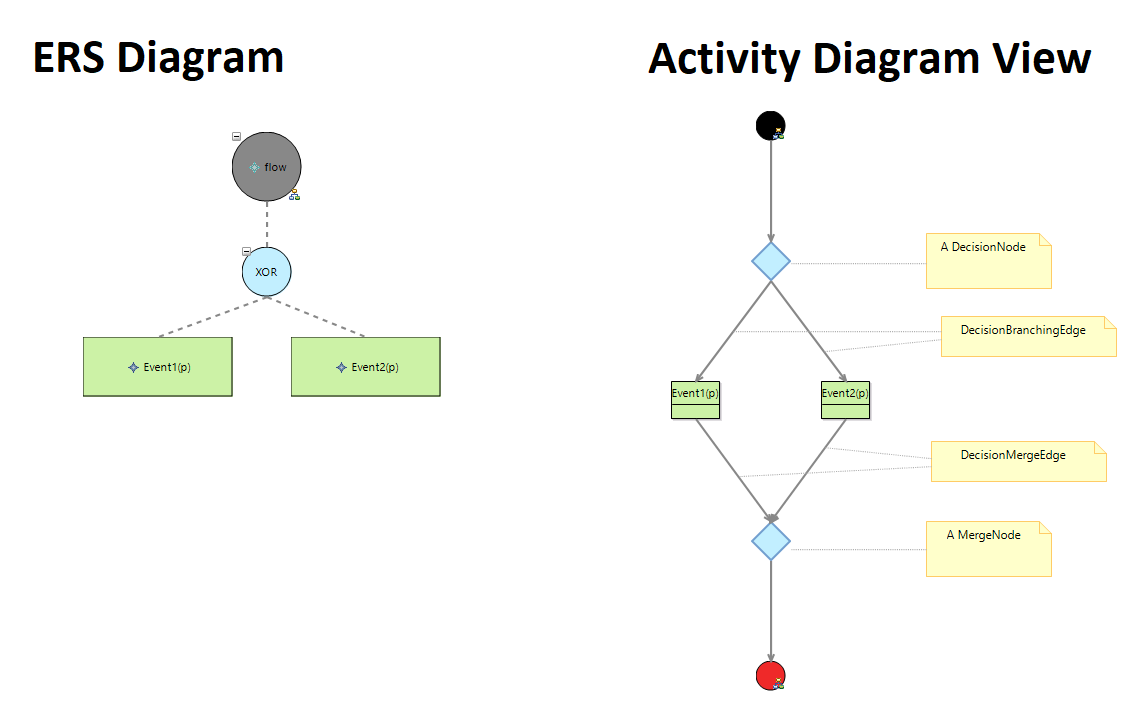 ERS Diagram
Activity Diagram View
flow
XOR
Event1(p)
Event2(p)
A DecisionNode
DecisionBranchingEdge
Event1(p)
Event2(p)
DecisionMergeEdge
A MergeNode